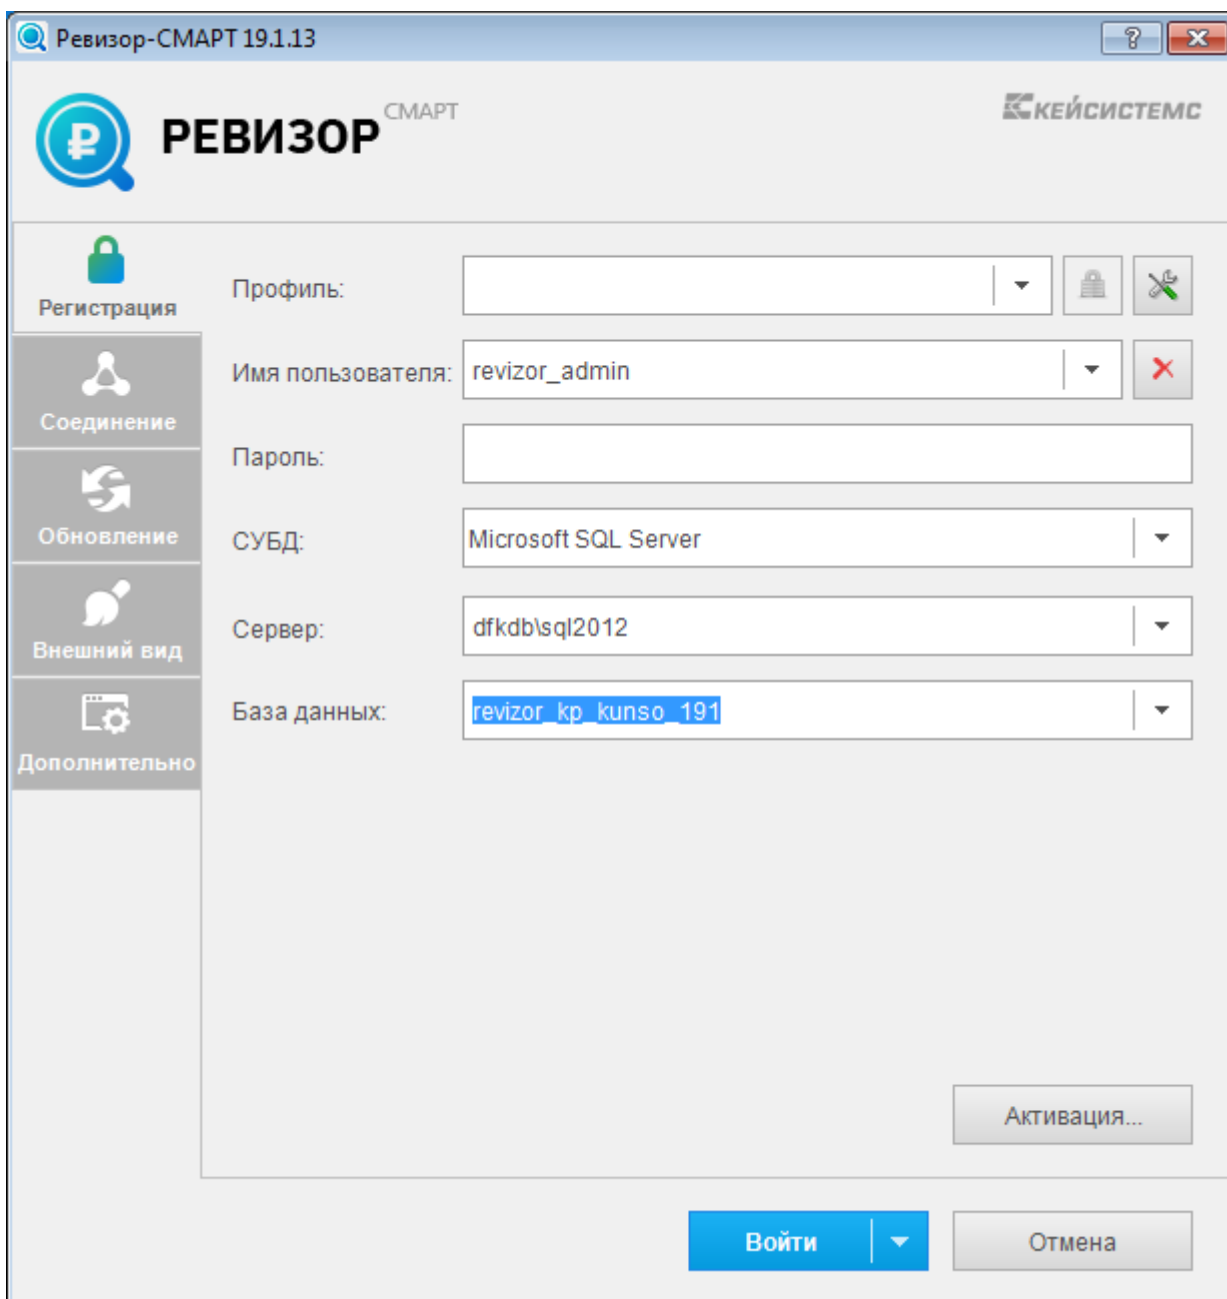 Ревизор-СМАРТ 19.1.13
РЕВИЗОР СМАРТ
КЕЙСИСТЕМС
Регистрация
Профиль:
Имя пользователя: revizor_admin
Соединение
Пароль:
Обновление
СУБД: Microsoft SQL Server
Внешний вид
Сервер: dfkdb\sql2012
База данных: revizor_kp_kunso_191
Дополнительно
Активация...
Войти
Отмена